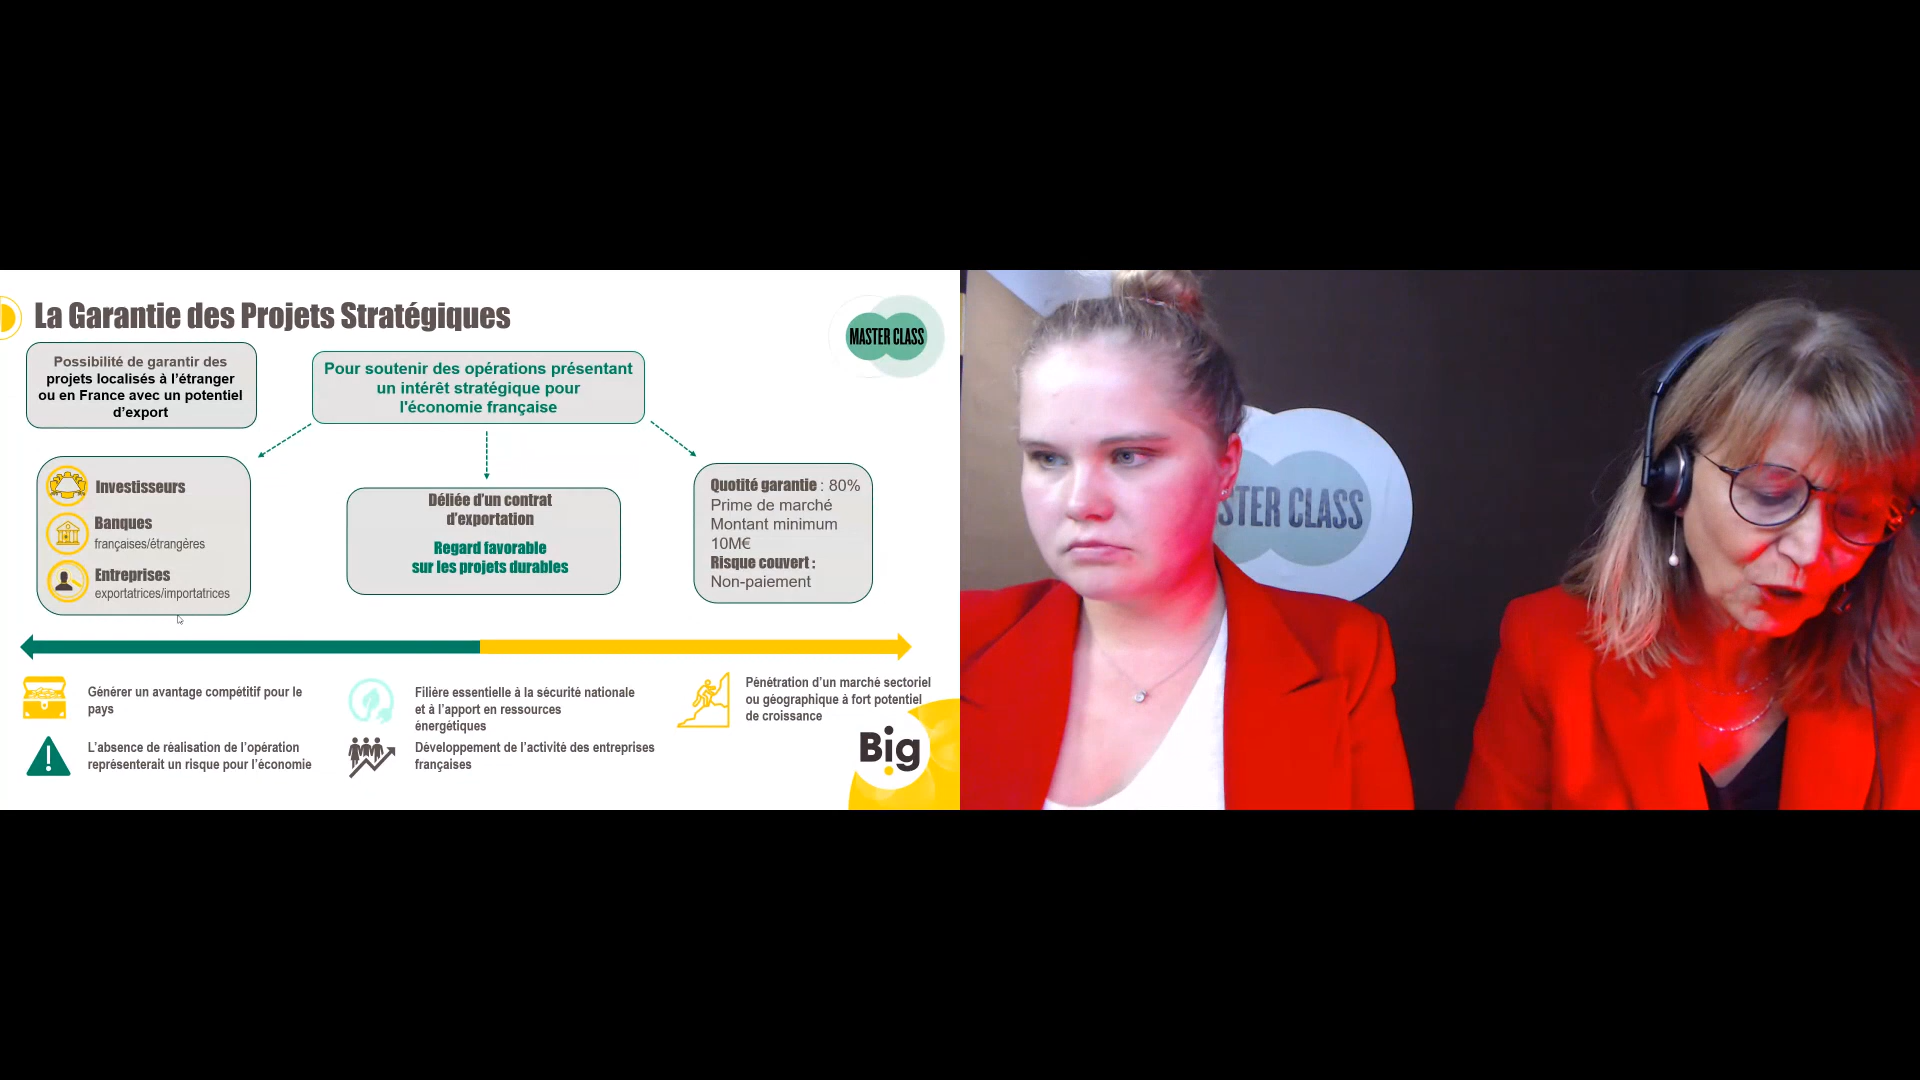 La Garantie des Projets Stratégiques
MASTER CLASS
Possibilité de garantir des
projets localisés à l'étranger
ou en France avec un potentiel
d'export
Pour soutenir des opérations présentant
un intérêt stratégique pour
l'économie française
Investisseurs
Banques
françaises/étrangères
Entreprises
exportatrices/importatrices
Déliée d'un contrat
d'exportation
Regard favorable
sur les projets durables
Quotité garantie : 80%
Prime de marché
Montant minimum
10M€
Risque couvert :
Non-paiement
Générer un avantage compétitif pour le
pays
L'absence de réalisation de l'opération
représenterait un risque pour l'économie
Filière essentielle à la sécurité nationale
et à l'apport en ressources
énergétiques
Développement de l'activité des entreprises
françaises
Pénétration d'un marché sectoriel
ou géographique à fort potentiel
de croissance
Big
STER CLASS